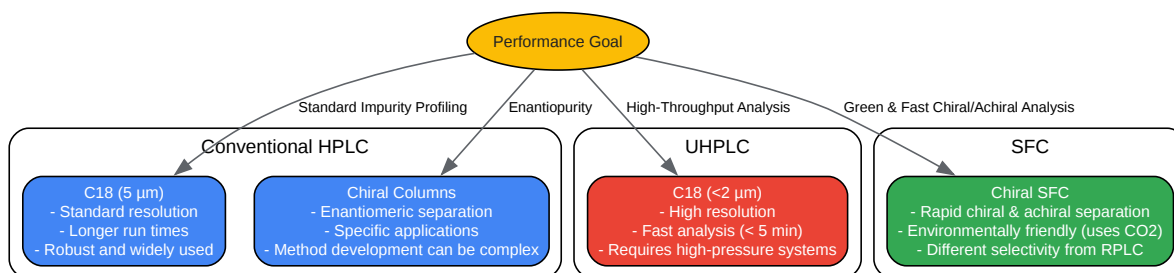 Performance Goal
Standard Impurity Profiling
Enantiopurity
High-Throughput Analysis
Green & Fast Chiral/Achiral Analysis
Conventional HPLC
C18 (5 µm)
- Standard resolution
- Longer run times
- Robust and widely used
Chiral Columns
- Enantiomeric separation
- Specific applications
- Method development can be complex
UHPLC
C18 (<2 µm)
- High resolution
- Fast analysis (< 5 min)
- Requires high-pressure systems
SFC
Chiral SFC
- Rapid chiral & achiral separation
- Environmentally friendly (uses CO2)
- Different selectivity from RPLC